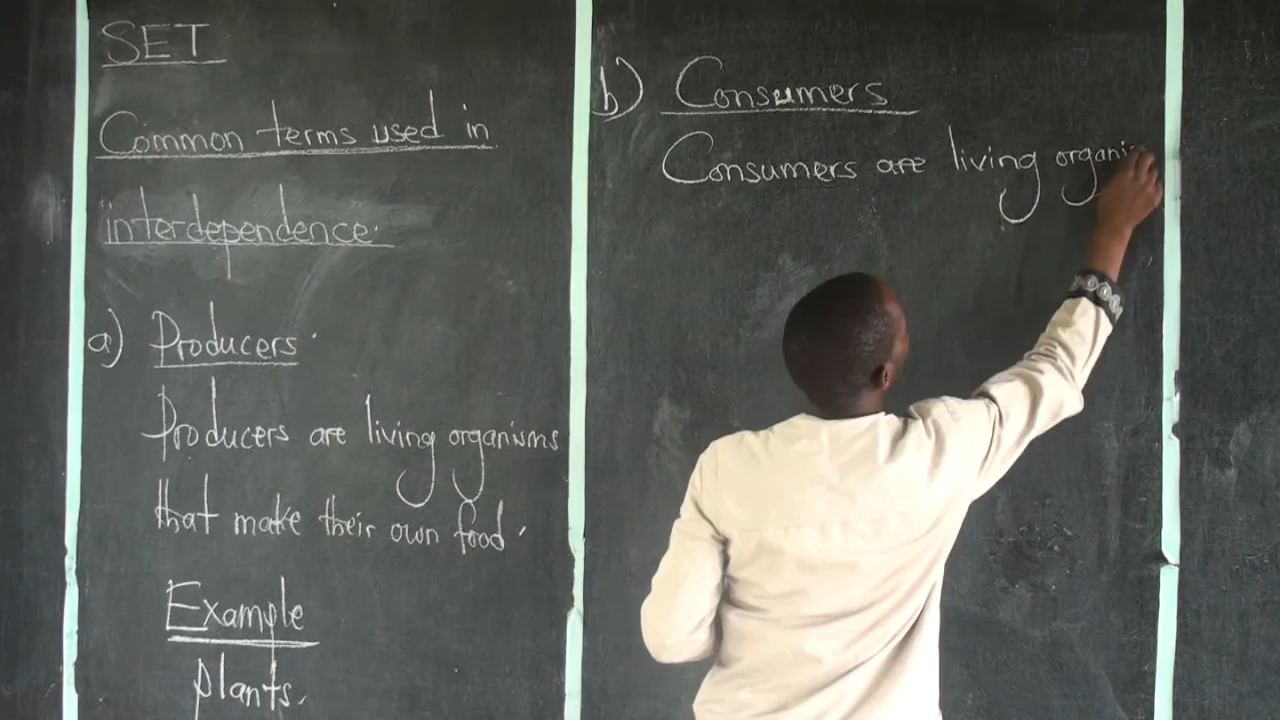 SET
Common terms used in
interdependence.
a) Producers.
Producers are living organisms
that make their own food.
Example
plants.
b) Consumers
Consumers are living organi